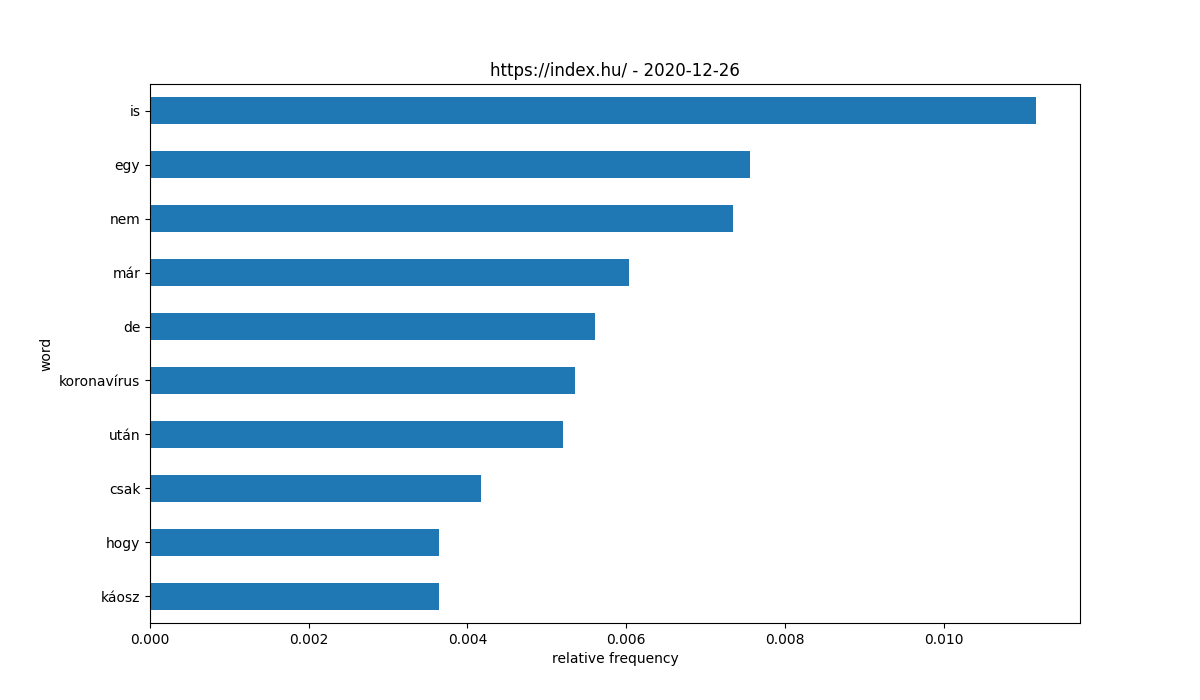 https://index.hu/ - 2020-12-26
is
egy
nem
már
de
koronavírus
után
csak
hogy
káosz
word
0.000 0.002 0.004 0.006 0.008 0.010
relative frequency